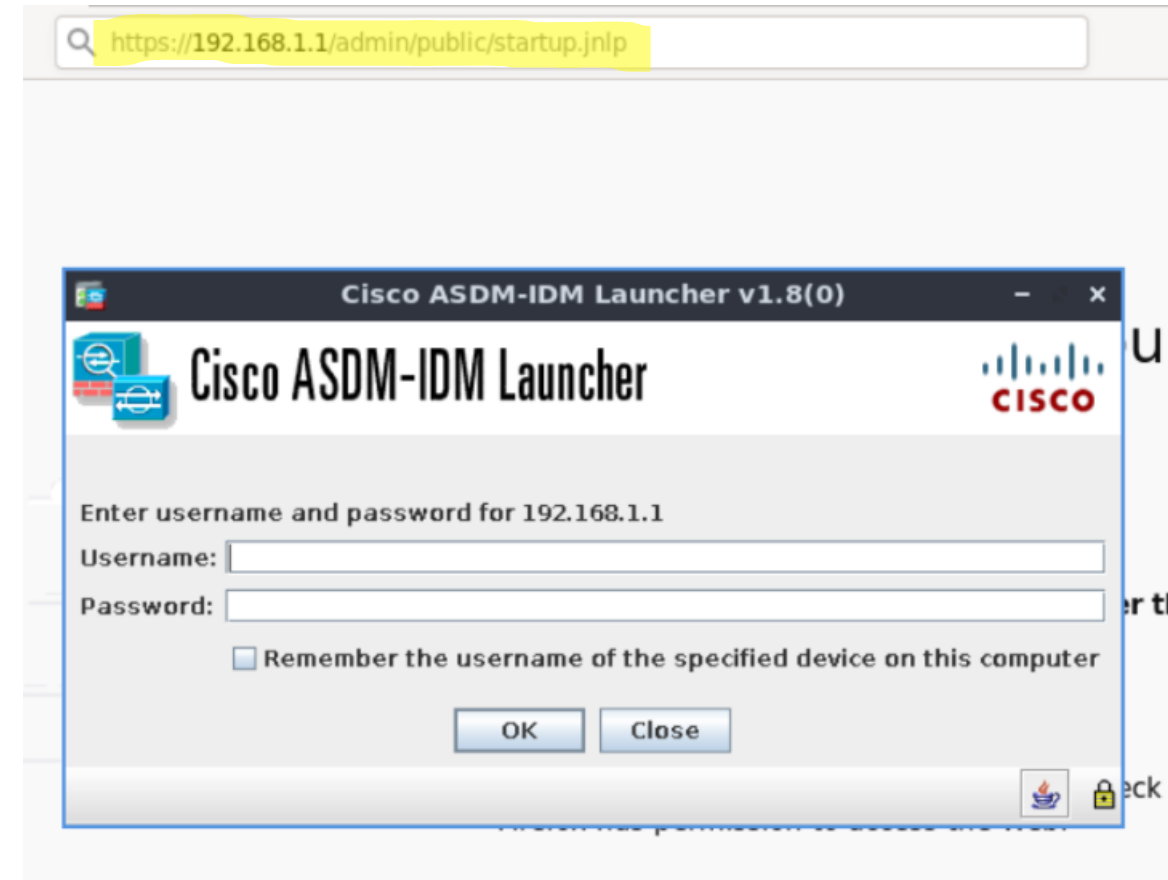 https://192.168.1.1/admin/public/startup.jnlp
Cisco ASDM-IDM Launcher v1.8(0)
Cisco ASDM-IDM Launcher
CISCO
Enter username and password for 192.168.1.1
Username:
Password:
Remember the username of the specified device on this computer
OK Close